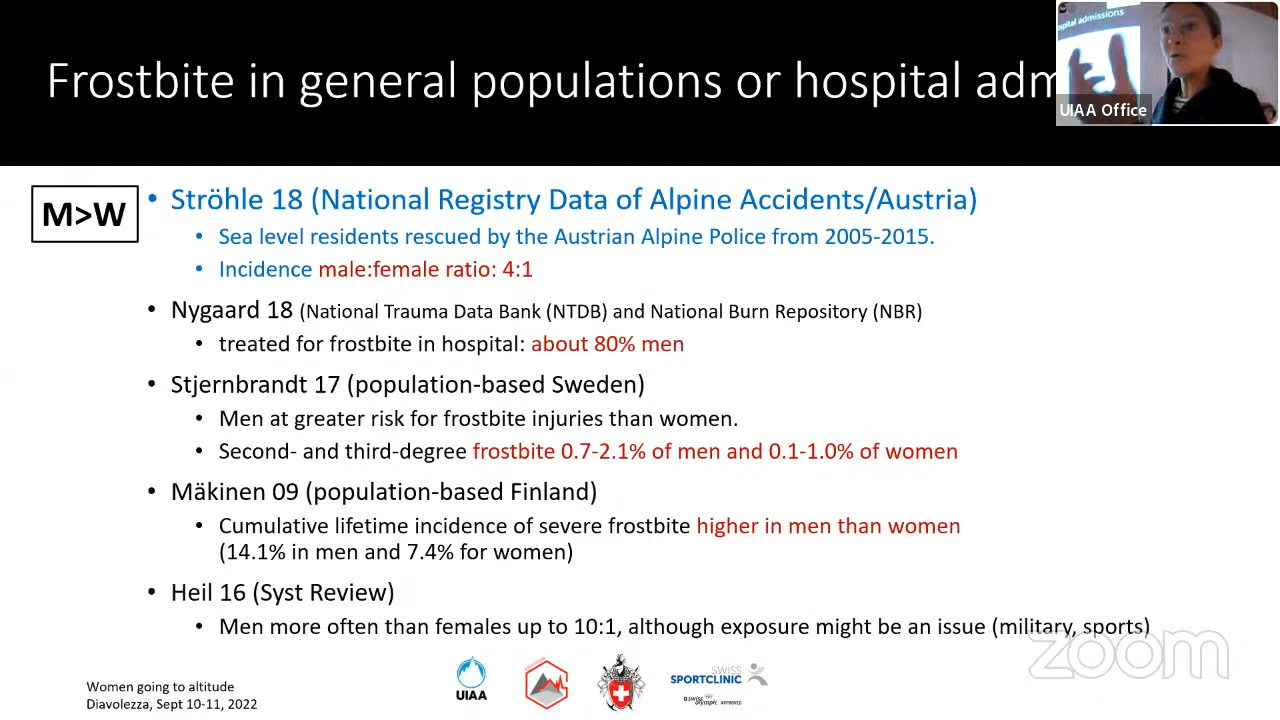 Frostbite in general populations or hospital adm
spital admissions
UIAA Office
M>W
• Ströhle 18 (National Registry Data of Alpine Accidents/Austria)
• Sea level residents rescued by the Austrian Alpine Police from 2005-2015.
• Incidence male:female ratio: 4:1
• Nygaard 18 (National Trauma Data Bank (NTDB) and National Burn Repository (NBR)
• treated for frostbite in hospital: about 80% men
• Stjernbrandt 17 (population-based Sweden)
• Men at greater risk for frostbite injuries than women.
• Second- and third-degree frostbite 0.7-2.1% of men and 0.1-1.0% of women
• Mäkinen 09 (population-based Finland)
• Cumulative lifetime incidence of severe frostbite higher in men than women
(14.1% in men and 7.4% for women)
• Heil 16 (Syst Review)
• Men more often than females up to 10:1, although exposure might be an issue (military, sports)
zoom
Women going to altitude
Diavolezza, Sept 10-11, 2022
UIAA
SWISS
SPORTCLINIC
swiss olympic APPROVED